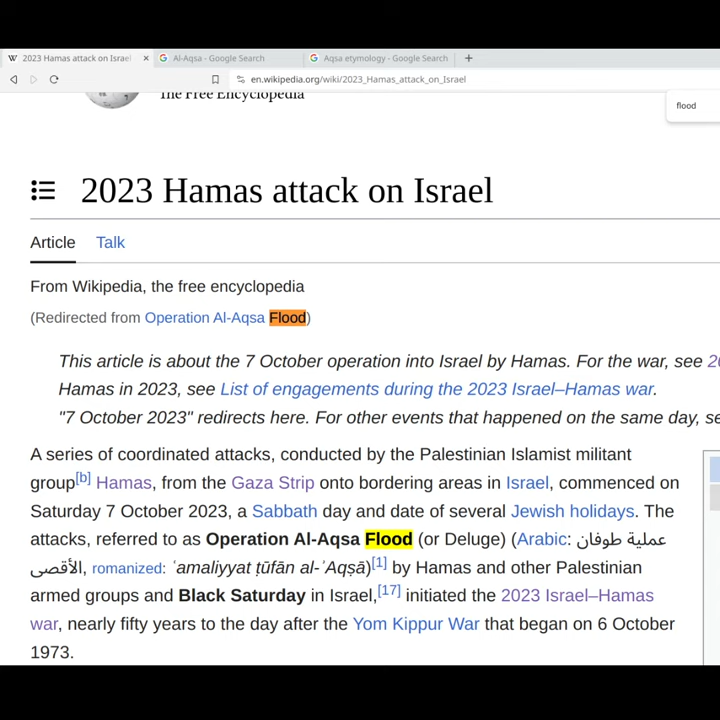 2023 Hamas attack on Israel
Al-Aqsa - Google Search
Aqsa etymology - Google Search
en.wikipedia.org/wiki/2023_Hamas_attack_on_Israel
flood
The Free Encyclopedia
2023 Hamas attack on Israel
Article Talk
From Wikipedia, the free encyclopedia
(Redirected from Operation Al-Aqsa Flood)
This article is about the 7 October operation into Israel by Hamas. For the war, see 20
Hamas in 2023, see List of engagements during the 2023 Israel–Hamas war.
"7 October 2023" redirects here. For other events that happened on the same day, se
A series of coordinated attacks, conducted by the Palestinian Islamist militant
group[b] Hamas, from the Gaza Strip onto bordering areas in Israel, commenced on
Saturday 7 October 2023, a Sabbath day and date of several Jewish holidays. The
attacks, referred to as Operation Al-Aqsa Flood (or Deluge) (Arabic: عملية طوفان
الأقصى, romanized: ʿamaliyyat ṭūfān al-ʾAqṣā)[1] by Hamas and other Palestinian
armed groups and Black Saturday in Israel,[17] initiated the 2023 Israel–Hamas
war, nearly fifty years to the day after the Yom Kippur War that began on 6 October
1973.